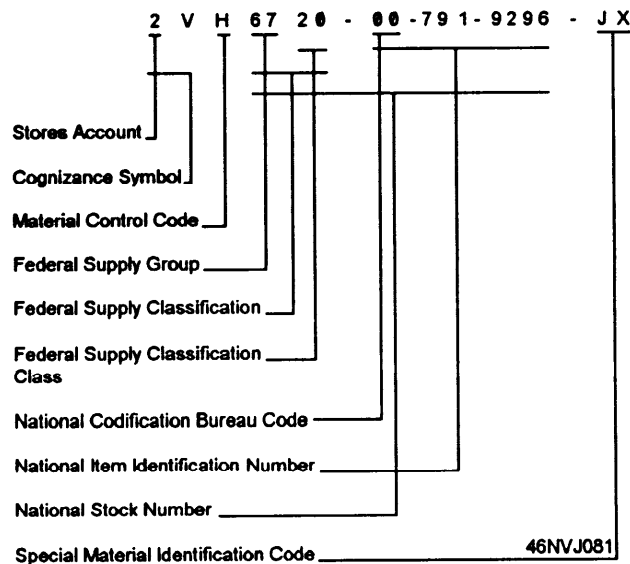 2 V H 67 20 - 00-791-9296 - JX
Stores Account
Cognizance Symbol
Material Control Code
Federal Supply Group
Federal Supply Classification
Federal Supply Classification
Class
National Codification Bureau Code
National Item Identification Number
National Stock Number
Special Material Identification Code
46NVJ081